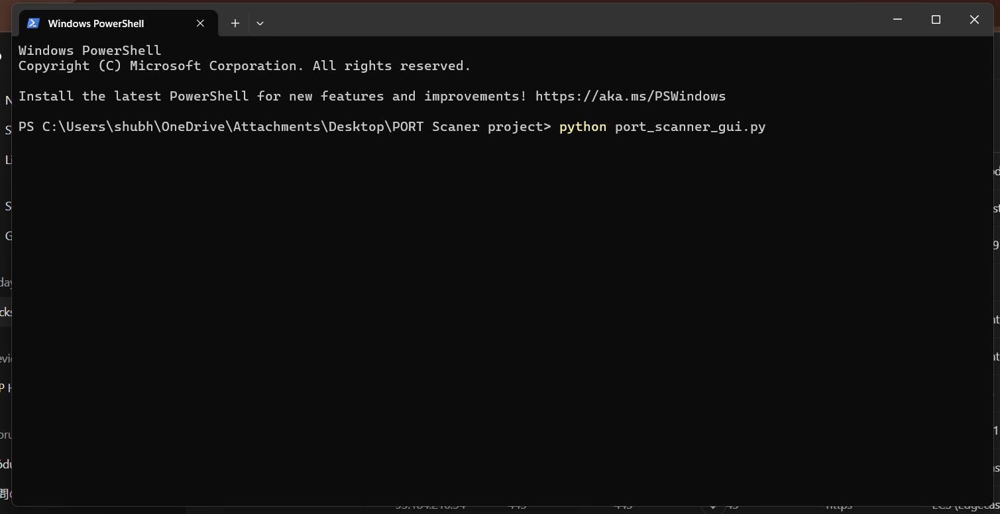 Windows PowerShell
Windows PowerShell
Copyright (C) Microsoft Corporation. All rights reserved.
Install the latest PowerShell for new features and improvements! https://aka.ms/PSWindows
PS C:\Users\shubh\OneDrive\Attachments\Desktop\PORT Scaner project> python port_scanner_gui.py